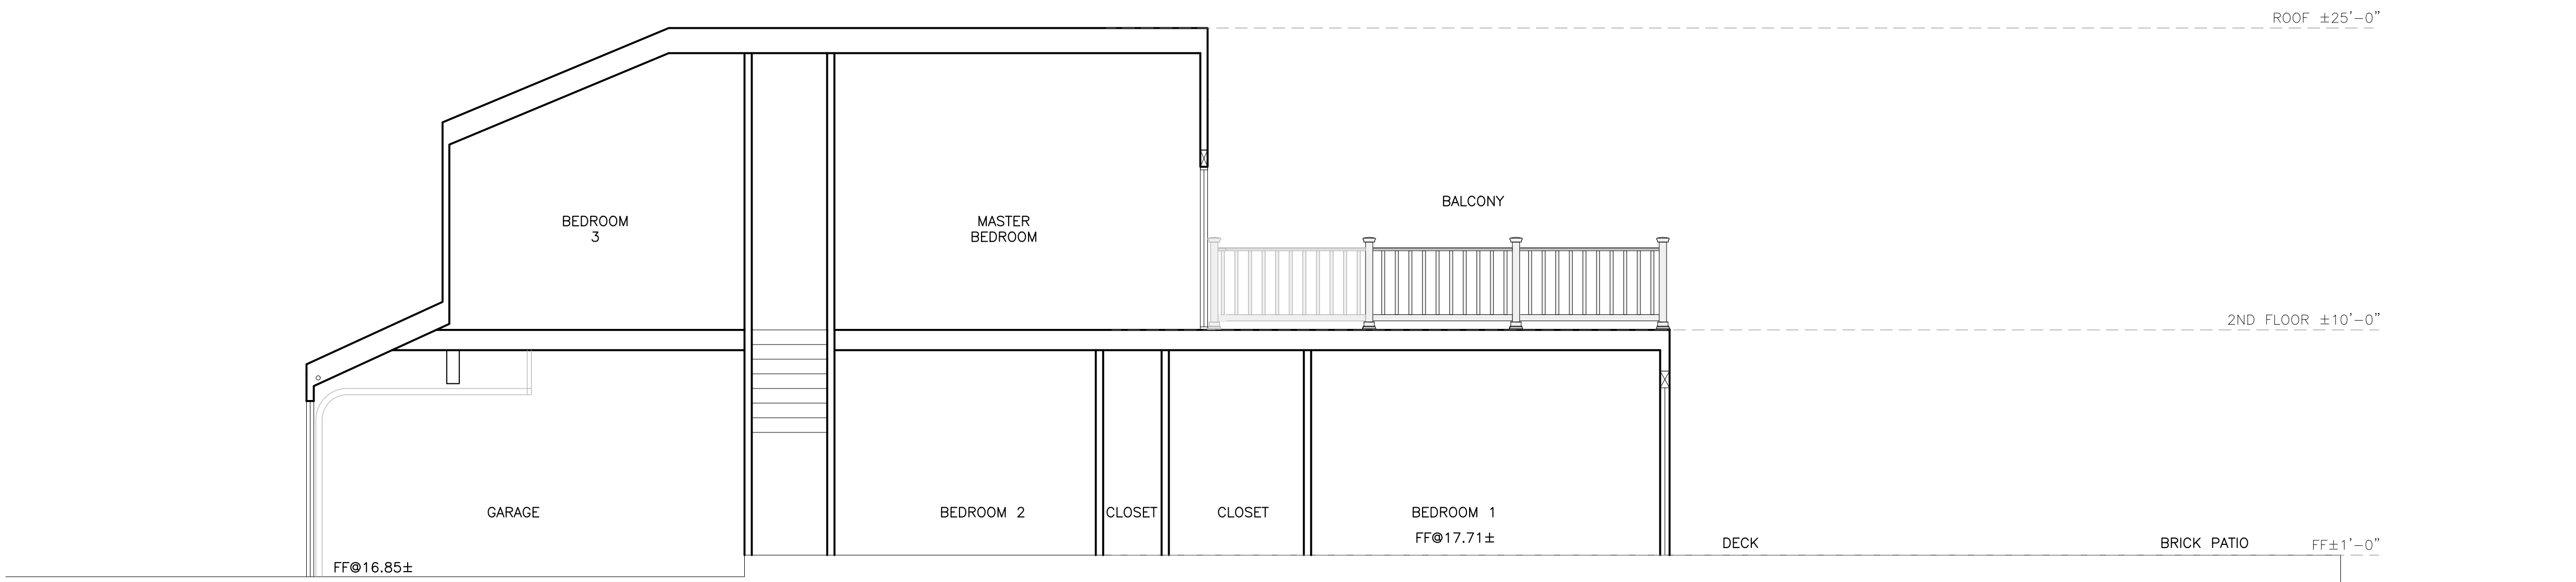 ROOF ±25'-0"
BALCONY
BEDROOM
3
MASTER
BEDROOM
2ND FLOOR ±10'-0"
GARAGE
BEDROOM 2
CLOSET
CLOSET
BEDROOM 1
FF@17.71±
DECK
BRICK PATIO
FF±1'-0"
FF@16.85±